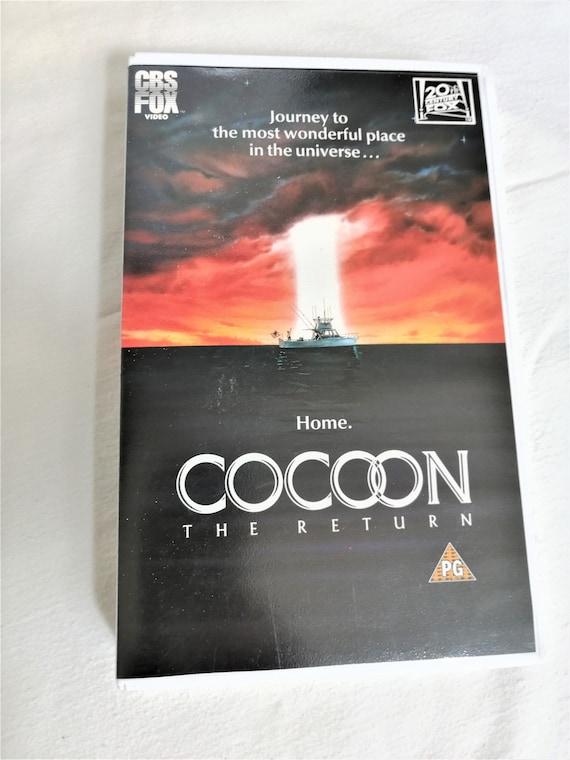 CBS
FOX
VIDEO
20TH
CENTURY
FOX
Journey to
the most wonderful place
in the universe...
Home.
COCOON
THE RETURN
PG